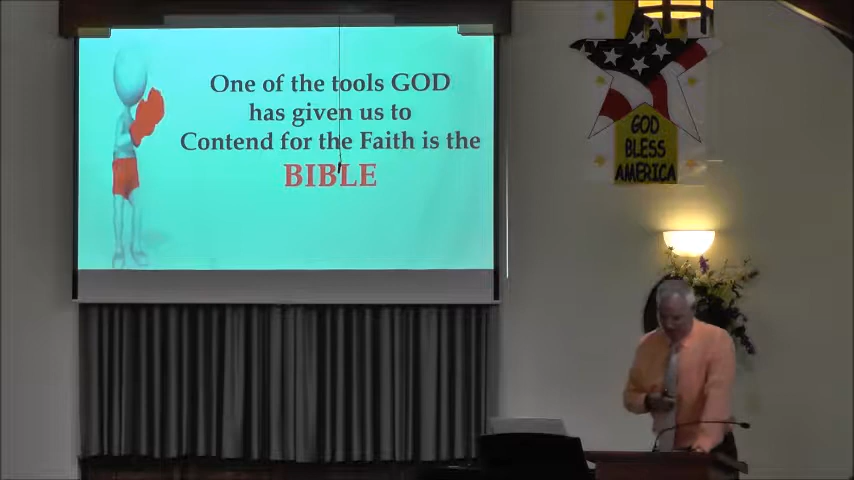 One of the tools GOD
has given us to
Contend for the Faith is the
BIBLE
GOD
BLESS
AMERICA